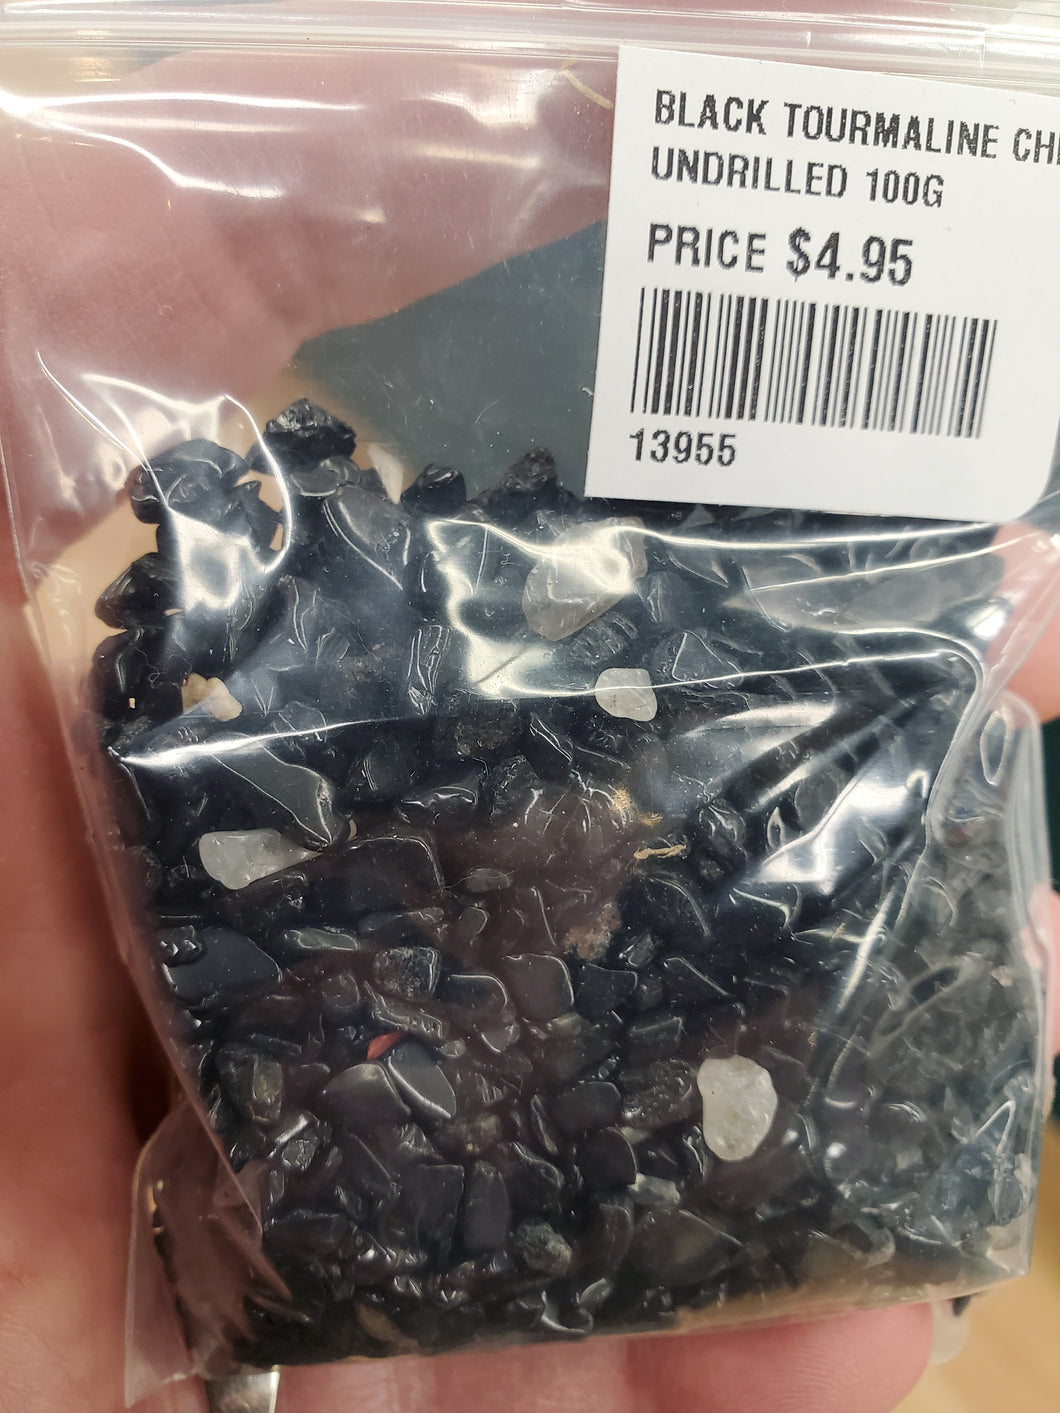 BLACK TOURMALINE
UNDRILLED 100G
PRICE $4.95
13955